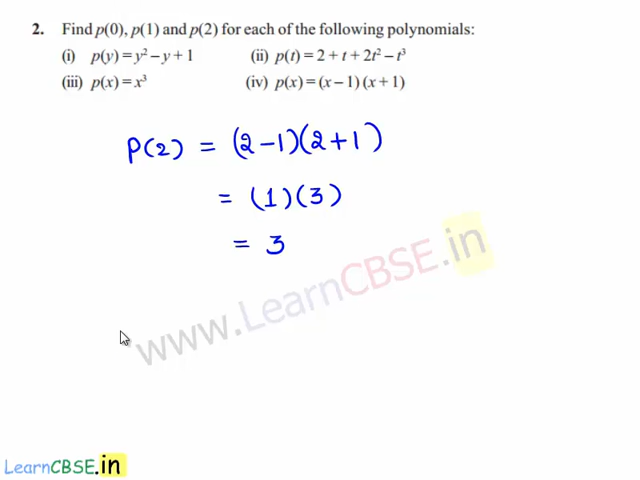 2. Find p(0), p(1) and p(2) for each of the following polynomials:
(i) p(y) = y² – y + 1 (ii) p(t) = 2 + t + 2t² – t³
(iii) p(x) = x³ (iv) p(x) = (x – 1) (x + 1)
P(2) = (2 – 1)(2 + 1)
= (1)(3)
= 3
www.LearnCBSE.in
LearnCBSE.in